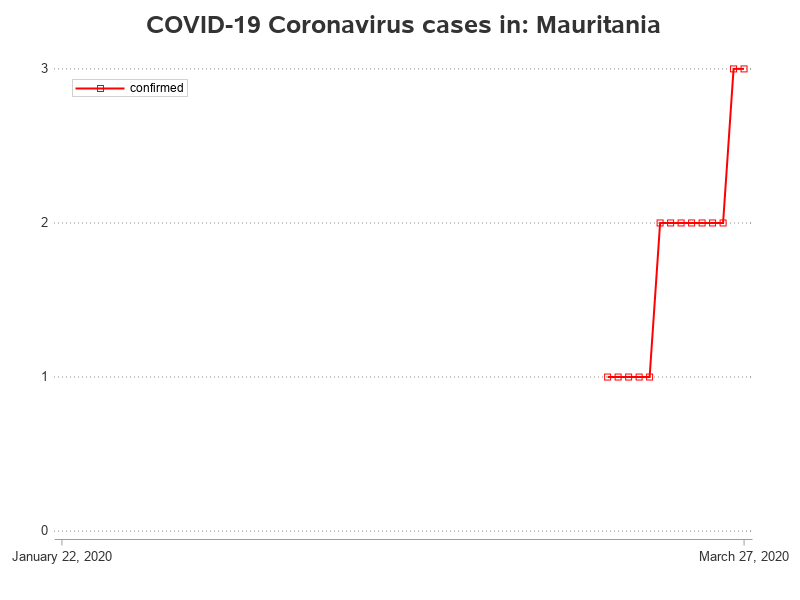 COVID-19 Coronavirus cases in: Mauritania
3
confirmed
2
1
0
January 22, 2020
March 27, 2020